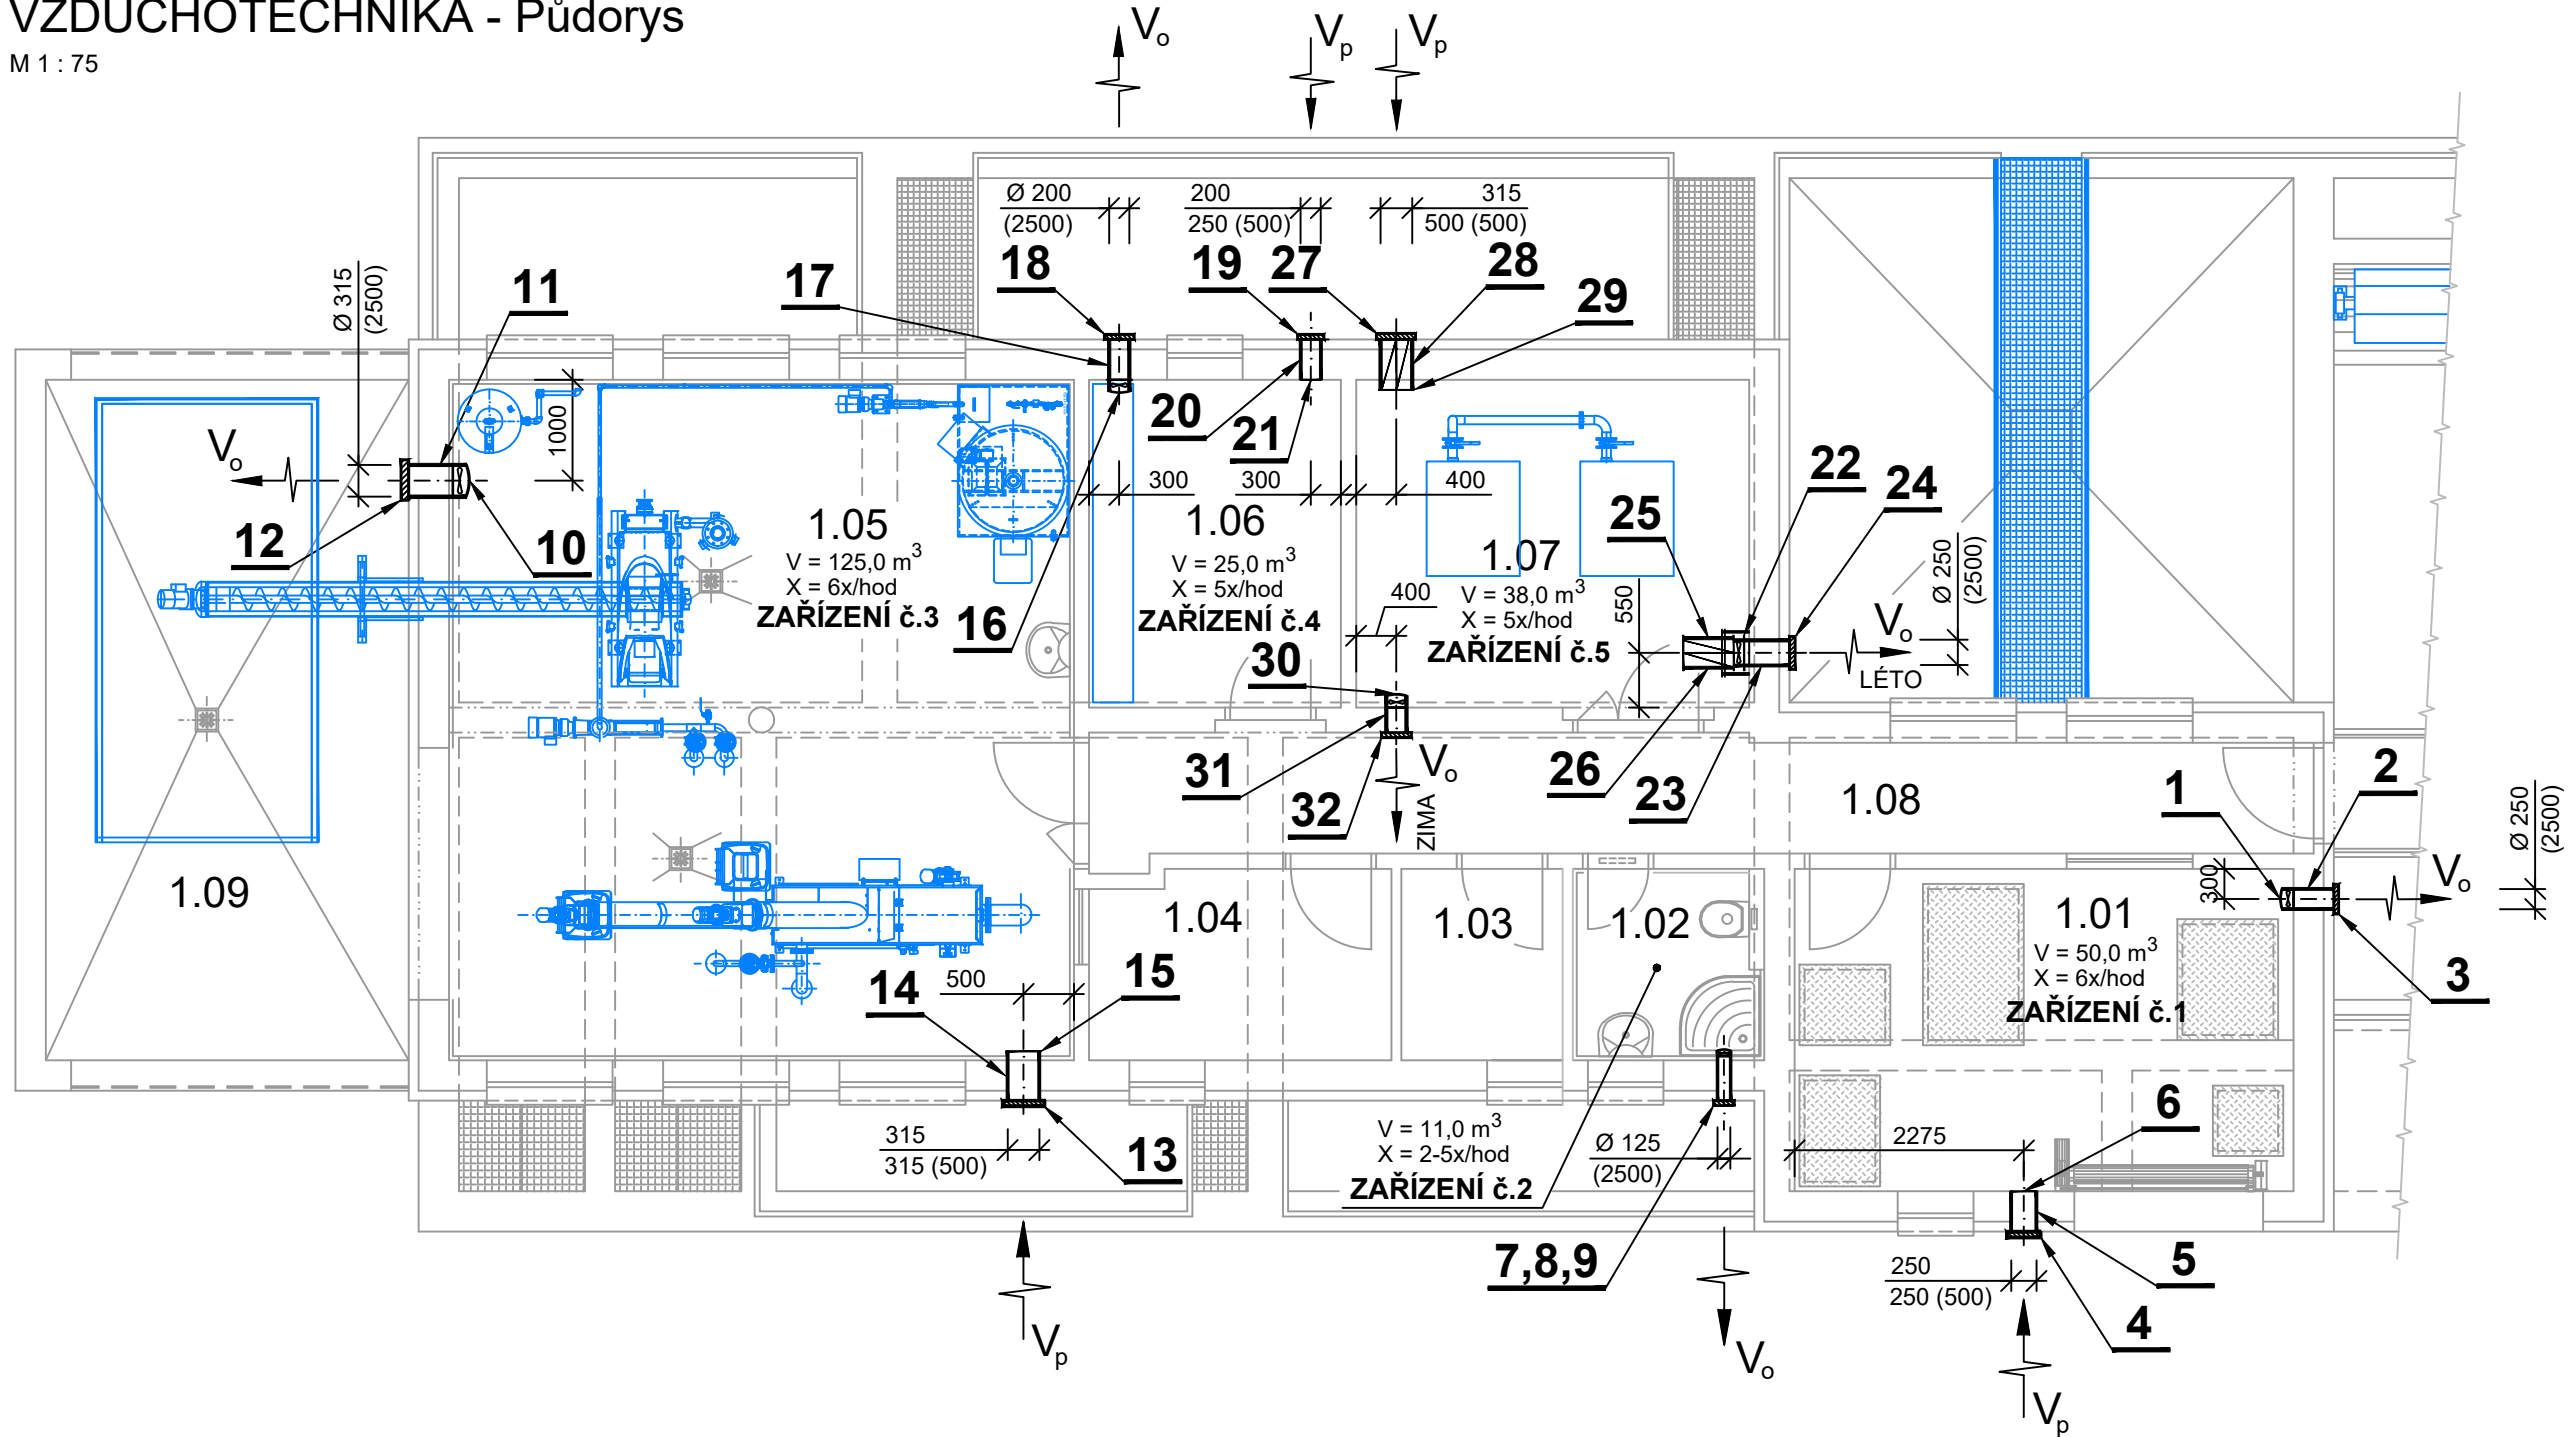 VZDUCHOTECHNIKA - Půdorys
M 1 : 75
Vo
Vp
Vp
Ø 200
(2500)
200
250 (500)
315
500 (500)
18
19
27
28
29
17
11
Ø 315
(2500)
1000
Vo
12
10
20
21
300
300
400
22
24
25
1.05
V = 125,0 m3
X = 6x/hod
ZAŘÍZENÍ č.3
1.06
V = 25,0 m3
X = 5x/hod
ZAŘÍZENÍ č.4
1.07
V = 38,0 m3
X = 5x/hod
ZAŘÍZENÍ č.5
16
400
550
30
Ø 250
(2500)
Vo
LÉTO
31
32
Vo
ZIMA
26
23
1.08
1
2
Ø 250
(2500)
Vo
300
3
1.09
1.04
1.03
1.02
1.01
V = 50,0 m3
X = 6x/hod
ZAŘÍZENÍ č.1
14
500
15
315
315 (500)
13
Vp
V = 11,0 m3
X = 2-5x/hod
ZAŘÍZENÍ č.2
Ø 125
(2500)
7,8,9
Vo
2275
6
250
250 (500)
5
4
Vp